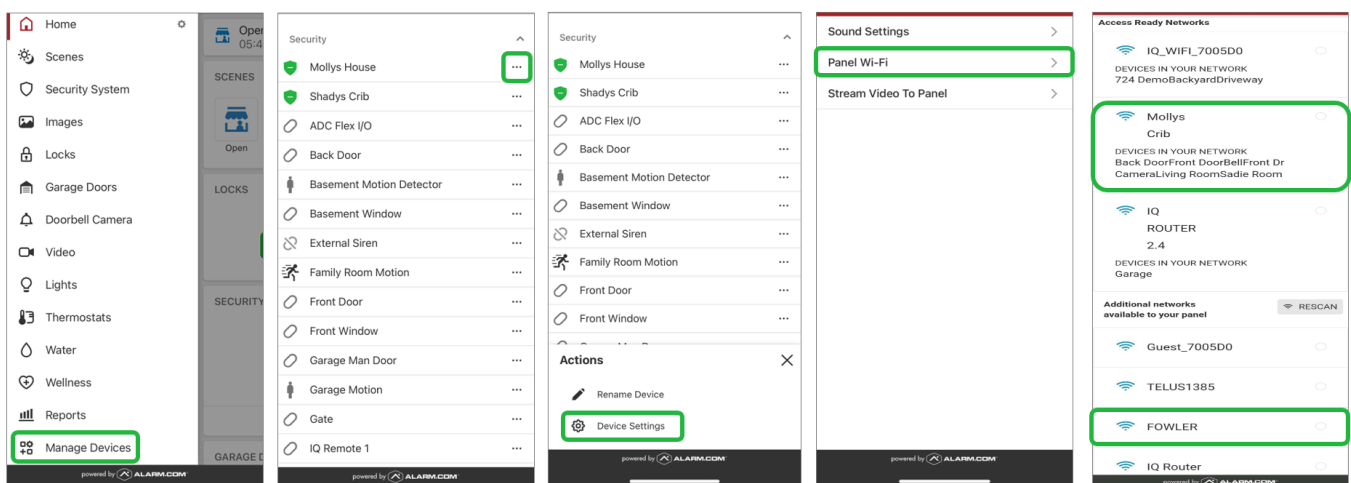 Home
Scenes
Security System
Images
Locks
Garage Doors
Doorbell Camera
Video
Lights
Thermostats
Water
Wellness
Reports
Manage Devices
05:4
SCENES
Open
LOCKS
SECURITY
GARAGE
powered by ALARM.COM
Security
Mollys House
Shadys Crib
ADC Flex I/O
Back Door
Basement Motion Detector
Basement Window
External Siren
Family Room Motion
Front Door
Front Window
Garage Man Door
Garage Motion
Gate
IQ Remote 1
powered by ALARM.COM
Security
Mollys House
Shadys Crib
ADC Flex I/O
Back Door
Basement Motion Detector
Basement Window
External Siren
Family Room Motion
Front Door
Front Window
Actions
Rename Device
Device Settings
powered by ALARM.COM
Sound Settings
Panel Wi-Fi
Stream Video To Panel
powered by ALARM.COM
Access Ready Networks
IQ_WIFI_7005D0
DEVICES IN YOUR NETWORK
724 DemoBackyardDriveway
Mollys
Crib
DEVICES IN YOUR NETWORK
Back DoorFront DoorBellFront Dr
CameraLiving RoomSadie Room
IQ
ROUTER
2.4
DEVICES IN YOUR NETWORK
Garage
Additional networks
available to your panel
RESCAN
Guest_7005D0
TELUS1385
FOWLER
IQ Router
powered by ALARM.COM